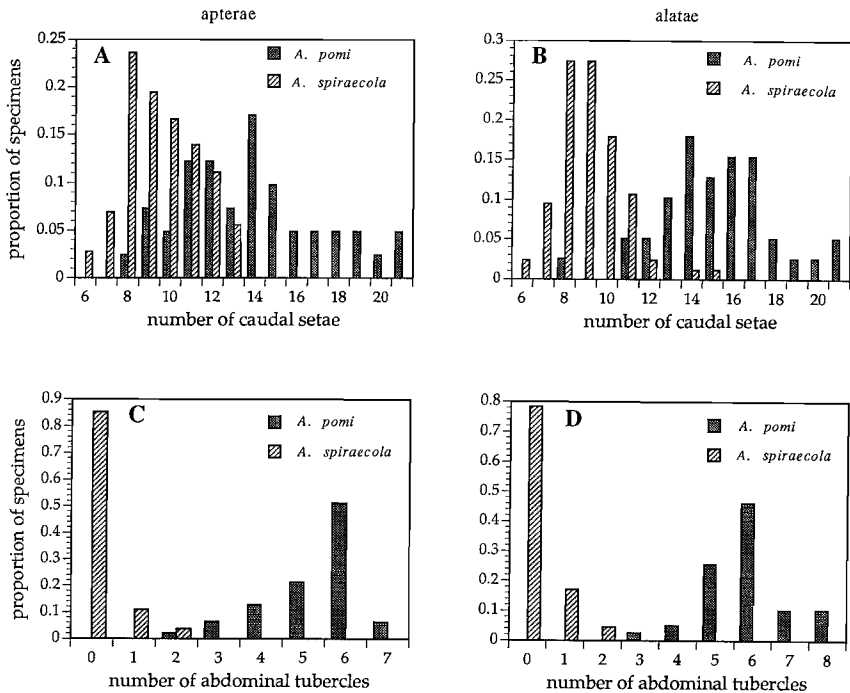 apterae
alatae
A
A. pomi
A. spiraecola
proportion of specimens
0.25
0.2
0.15
0.1
0.05
0
6 8 10 12 14 16 18 20
number of caudal setae
B
A. pomi
A. spiraecola
0.3
0.25
0.2
0.15
0.1
0.05
0
6 8 10 12 14 16 18 20
number of caudal setae
C
A. pomi
A. spiraecola
proportion of specimens
0.9
0.8
0.7
0.6
0.5
0.4
0.3
0.2
0.1
0
0 1 2 3 4 5 6 7
number of abdominal tubercles
D
A. pomi
A. spiraecola
0.8
0.7
0.6
0.5
0.4
0.3
0.2
0.1
0
0 1 2 3 4 5 6 7 8
number of abdominal tubercles